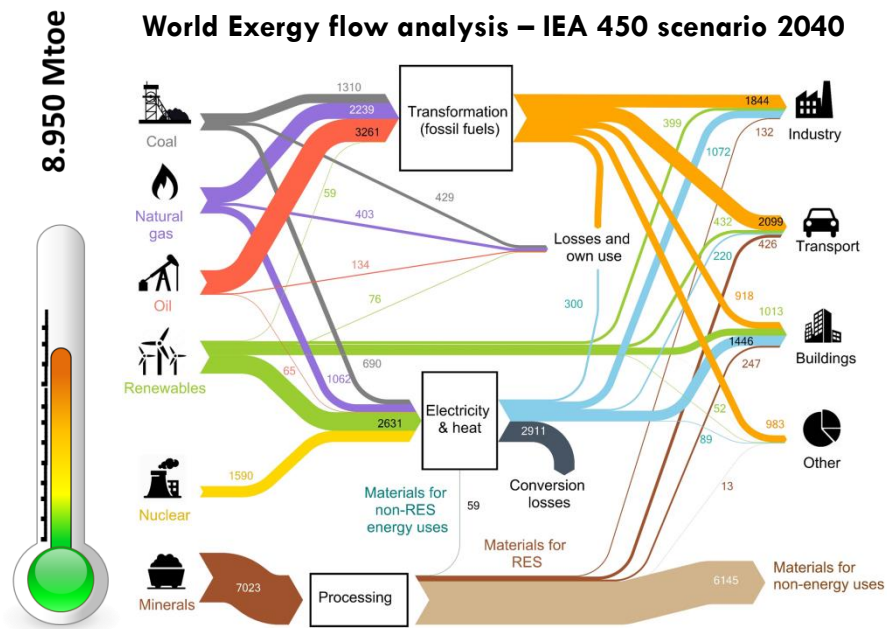 World Exergy flow analysis – IEA 450 scenario 2040
8.950 Mtoe
1310
2239
3261
Transformation
(fossil fuels)
Coal
59
429
403
Natural
gas
134
Oil
76
Losses and
own use
300
399
1844
132
Industry
1072
432
2099
220
426
Transport
918
1013
1446
247
Buildings
Renewables
65
1062
690
2631
Electricity
& heat
2911
Conversion
losses
52
983
89
Other
13
1590
Nuclear
Materials for
non-RES
energy uses
59
Materials for
RES
7023
Minerals
Processing
6145
Materials for
non-energy uses